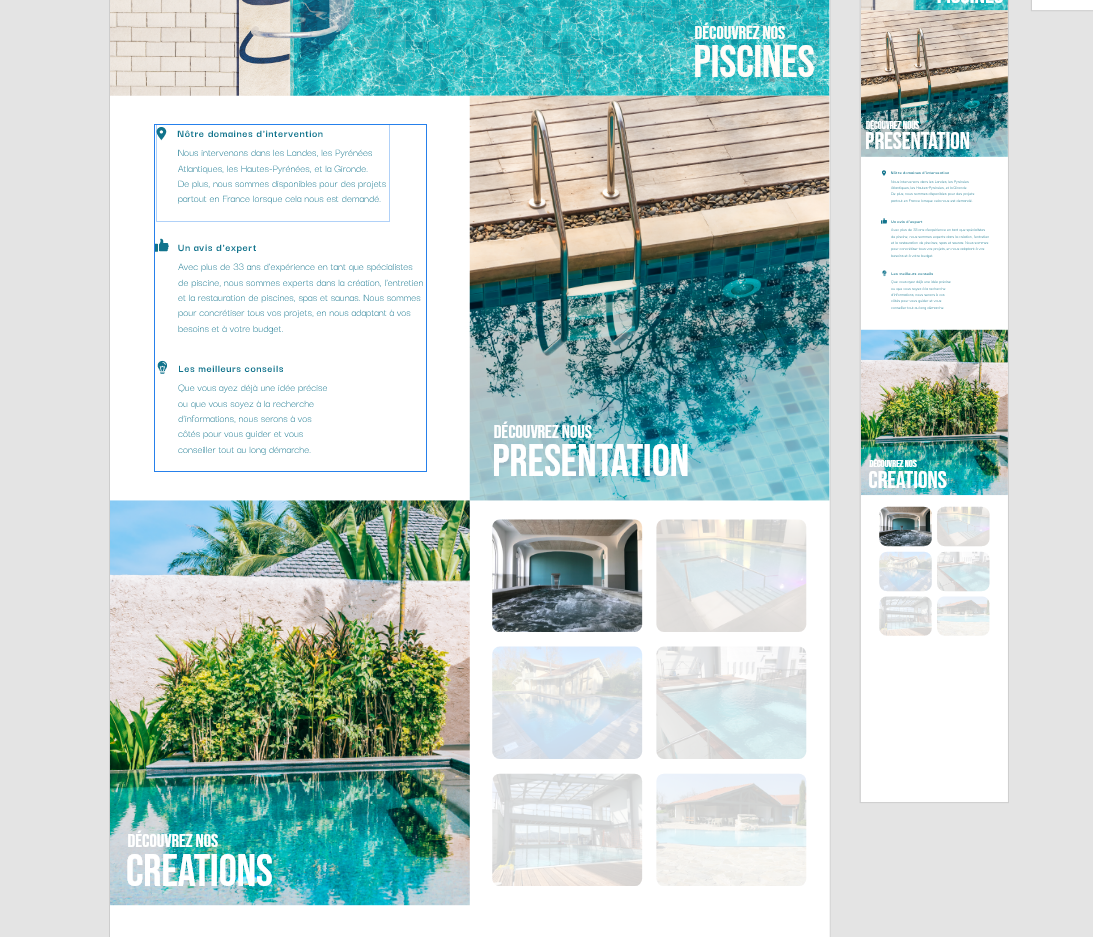 DÉCOUVREZ NOS
PISCINES
Nôtre domaines d'intervention
Nous intervenons dans les Landes, les Pyrénées
Atlantiques, les Hautes-Pyrénées, et la Gironde.
De plus, nous sommes disponibles pour des projets
partout en France lorsque cela nous est demandé.
Un avis d'expert
Avec plus de 33 ans d'expérience en tant que spécialistes
de piscine, nous sommes experts dans la création, l'entretien
et la restauration de piscines, spas et saunas. Nous sommes
pour concrétiser tous vos projets, en nous adaptant à vos
besoins et à votre budget.
Les meilleurs conseils
Que vous ayez déjà une idée précise
ou que vous soyez à la recherche
d'informations, nous serons à vos
côtés pour vous guider et vous
conseiller tout au long démarche.
DÉCOUVREZ NOUS
PRESENTATION
DÉCOUVREZ NOS
CREATIONS
PISCINES
DÉCOUVREZ NOUS
PRESENTATION
Nôtre domaines d'intervention
Un avis d'expert
Les meilleurs conseils
DÉCOUVREZ NOS
CREATIONS